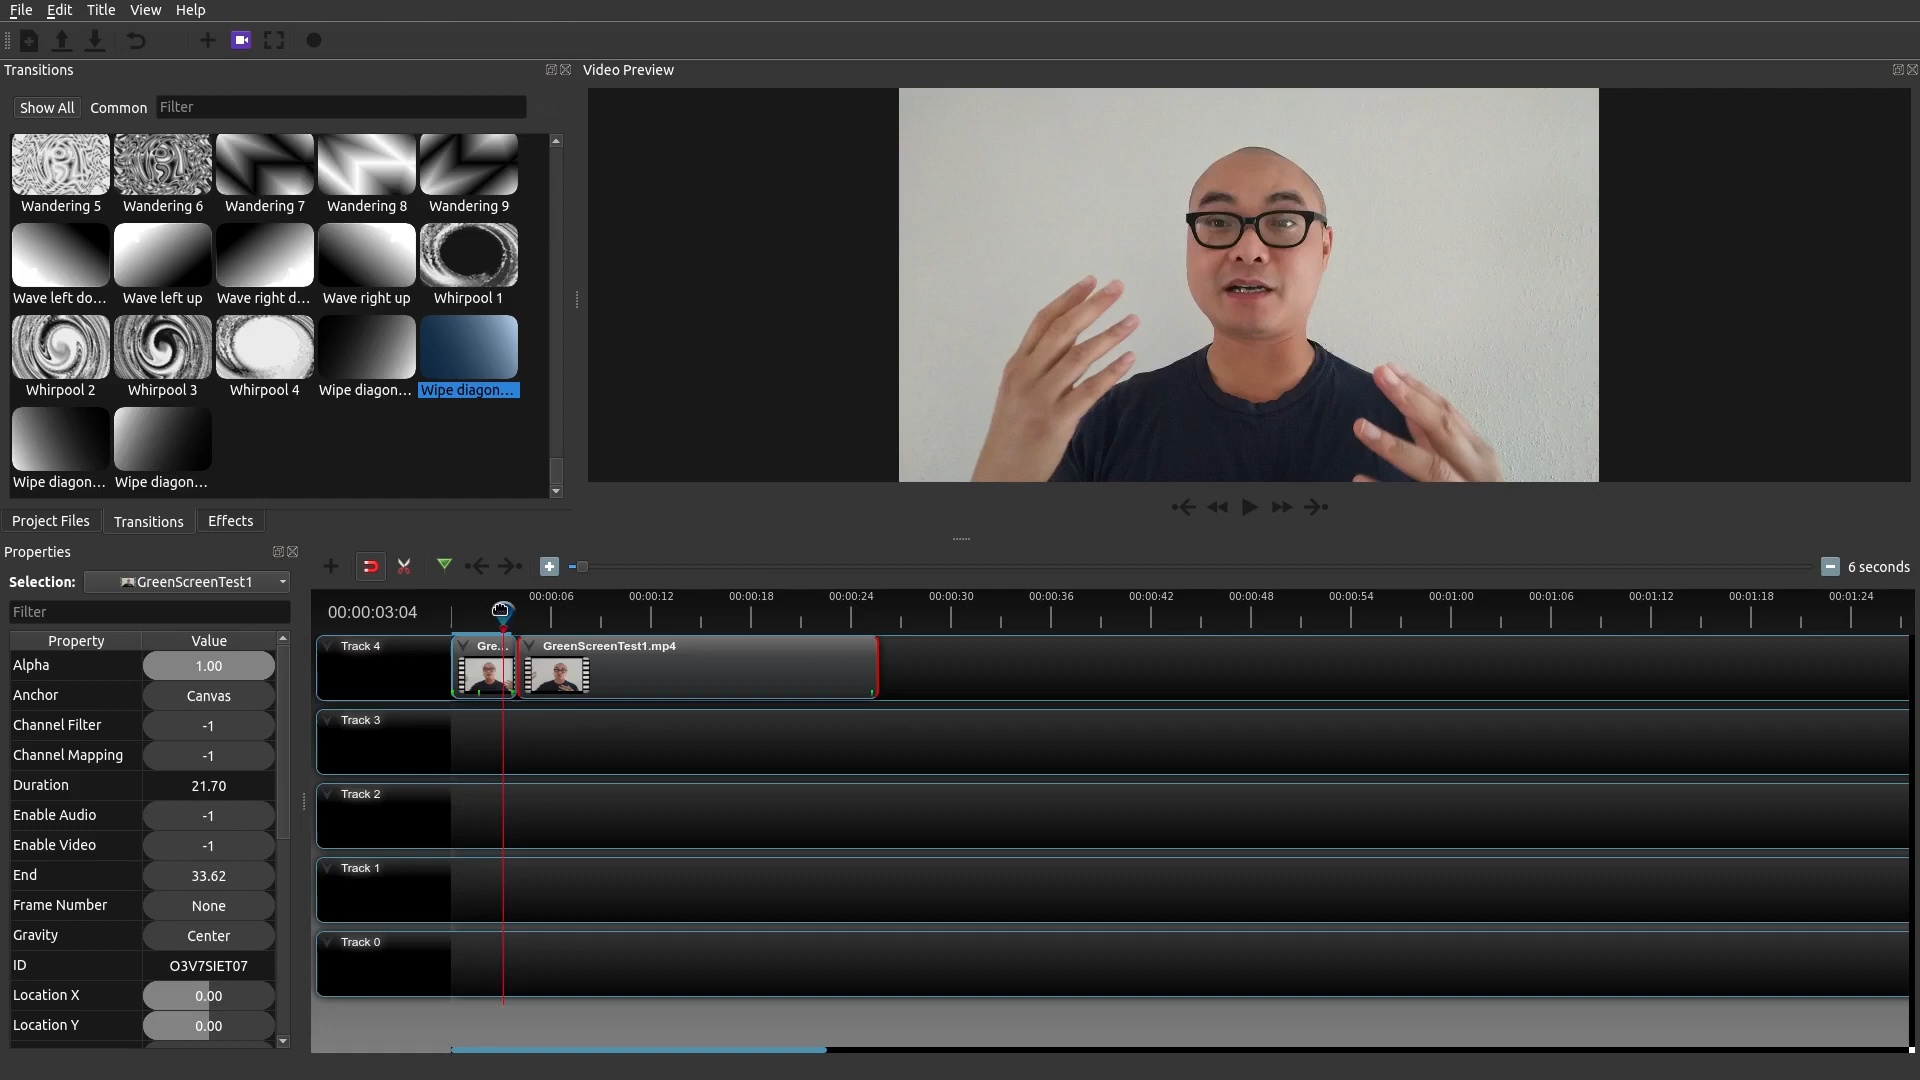 File Edit Title View Help
Transitions
Video Preview
Show All Common Filter
Wandering 5 Wandering 6 Wandering 7 Wandering 8 Wandering 9
Wave left do... Wave left up Wave right d... Wave right up Whirpool 1
Whirpool 2 Whirpool 3 Whirpool 4 Wipe diagon... Wipe diagon...
Wipe diagon... Wipe diagon...
Project Files Transitions Effects
Properties
Selection: GreenScreenTest1
Filter
Property Value
Alpha 1.00
Anchor Canvas
Channel Filter -1
Channel Mapping -1
Duration 21.70
Enable Audio -1
Enable Video -1
End 33.62
Frame Number None
Gravity Center
ID O3V7SIET07
Location X 0.00
Location Y 0.00
6 seconds
00:00:03:04
00:00:06 00:00:12 00:00:18 00:00:24 00:00:30 00:00:36 00:00:42 00:00:48 00:00:54 00:01:00 00:01:06 00:01:12 00:01:18 00:01:24
Track 4 Gre... GreenScreenTest1.mp4
Track 3
Track 2
Track 1
Track 0